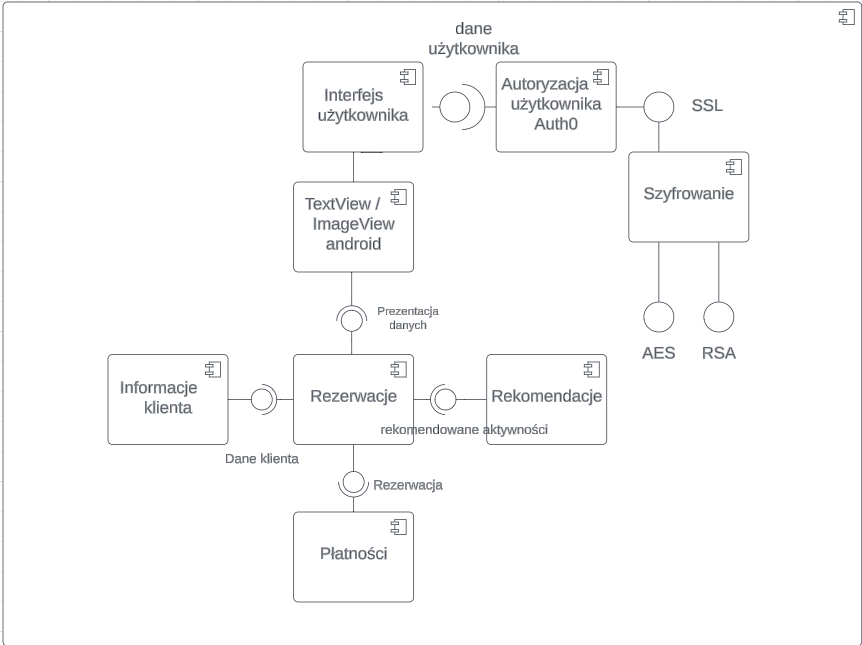 dane
użytkownika
Interfejs
użytkownika
Autoryzacja
użytkownika
Auth0
SSL
Szyfrowanie
TextView /
ImageView
android
Prezentacja
danych
AES
RSA
Informacje
klienta
Rezerwacje
Rekomendacje
rekomendowane aktywności
Dane klienta
Rezerwacja
Płatności